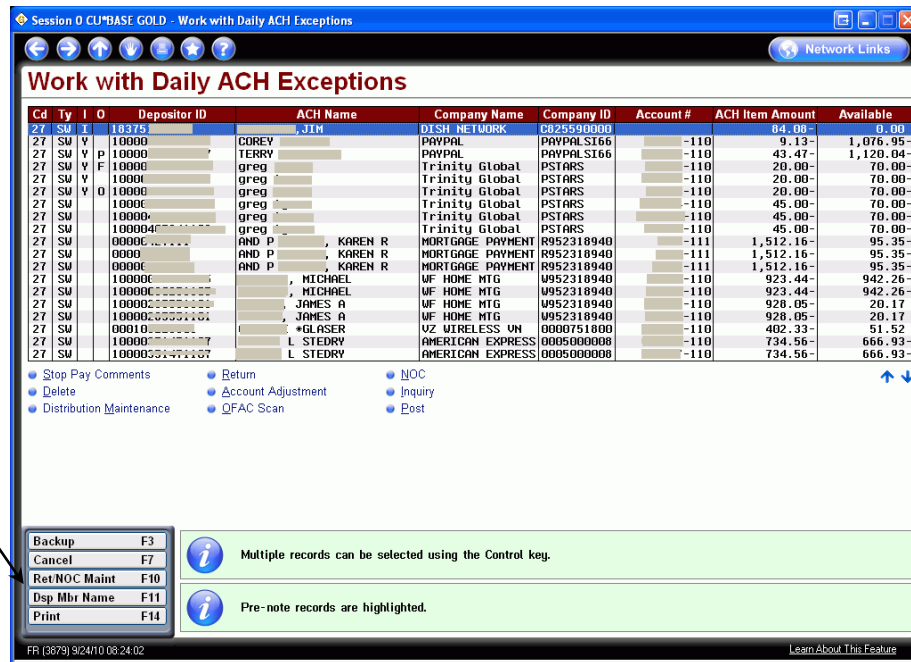 Session 0 CU*BASE GOLD - Work with Daily ACH Exceptions
Network Links
Work with Daily ACH Exceptions
Cd Ty I O Depositor ID ACH Name Company Name Company ID Account # ACH Item Amount Available
27 SW I 18375 ,JIM DISH NETWORK C825590000 84.08- 0.00
27 SW Y 10000 COREY PAYPAL PAYPALSI66 -110 9.13- 1,076.95-
27 SW Y P 10000 TERRY PAYPAL PAYPALSI66 -110 43.47- 1,120.04-
27 SW Y F 10000 greg Trinity Global PSTARS -110 20.00- 70.00-
27 SW Y 10000 greg Trinity Global PSTARS -110 20.00- 70.00-
27 SW Y O 10000 greg Trinity Global PSTARS -110 20.00- 70.00-
27 SW 10000 greg Trinity Global PSTARS -110 45.00- 70.00-
27 SW 10000 greg Trinity Global PSTARS -110 45.00- 70.00-
27 SW 10000 greg Trinity Global PSTARS -110 45.00- 70.00-
27 SW 00000 AND P , KAREN R MORTGAGE PAYMENT R952318940 -111 1,512.16- 95.35-
27 SW 0000 AND P , KAREN R MORTGAGE PAYMENT R952318940 -111 1,512.16- 95.35-
27 SW 00000 AND P , KAREN R MORTGAGE PAYMENT R952318940 -111 1,512.16- 95.35-
27 SW 10000 , MICHAEL WF HOME MTG W952318940 -110 923.44- 942.26-
27 SW 10000 , MICHAEL WF HOME MTG W952318940 -110 923.44- 942.26-
27 SW 10000 , JAMES A WF HOME MTG W952318940 -110 928.05- 20.17
27 SW 10000 , JAMES A WF HOME MTG W952318940 -110 928.05- 20.17
27 SW 00010 *GLASER VZ WIRELESS VN 0000751800 -110 402.33- 51.52
27 SW 10000 L STEDRY AMERICAN EXPRESS 0005000008 -110 734.56- 666.93-
27 SW 10000 L STEDRY AMERICAN EXPRESS 0005000008 -110 734.56- 666.93-
Stop Pay Comments Return NOC
Delete Account Adjustment Inquiry
Distribution Maintenance OFAC Scan Post
Backup F3
Cancel F7
Ret/NOC Maint F10
Dsp Mbr Name F11
Print F14
Multiple records can be selected using the Control key.
Pre-note records are highlighted.
FR (3879) 9/24/10 08:24:02
Learn About This Feature